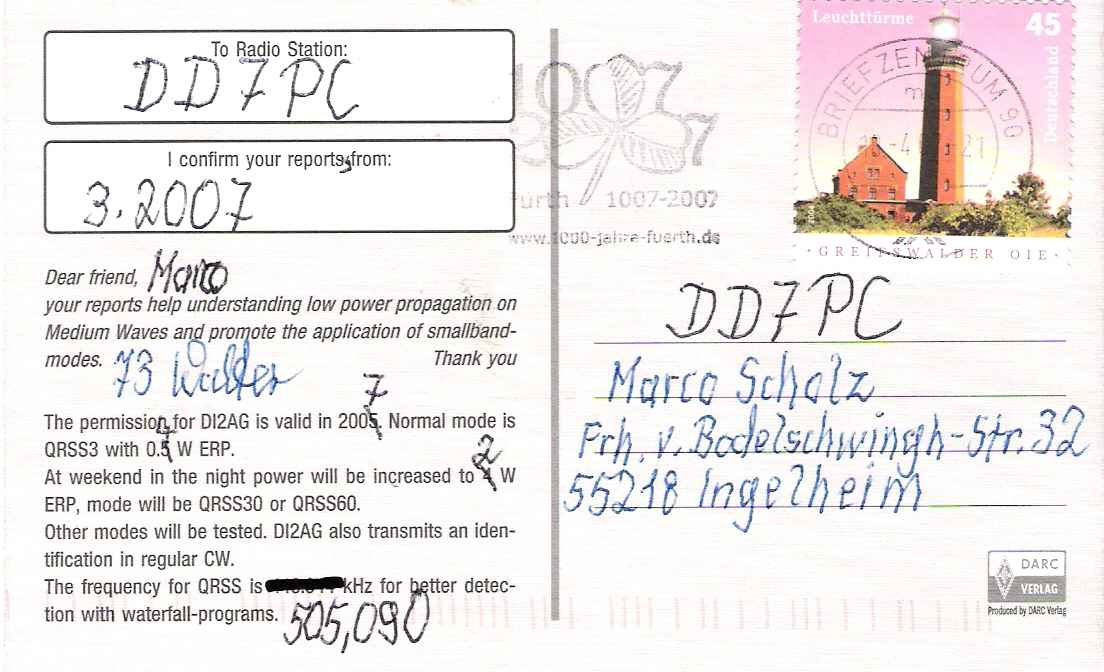 To Radio Station:
DD7PC
I confirm your reports from:
3.2007
Dear friend, Marco
your reports help understanding low power propagation on
Medium Waves and promote the application of smallband-
modes. 73 Walter Thank you
7
The permission for DI2AG is valid in 2005. Normal mode is
QRSS3 with 0. W ERP.
2
At weekend in the night power will be increased to W
ERP, mode will be QRSS30 or QRSS60.
Other modes will be tested. DI2AG also transmits an iden-
tification in regular CW.
The frequency for QRSS is kHz for better detec-
tion with waterfall-programs. 505,090
1007
2007
fuerth 1007-2007
www.1000-jahre-fuerth.de
Leuchttürme 45
Deutschland
BRIEFZENTRUM 90
GREIFSWALDER OIE
DD7PC
Marco Scholz
Frh. v. Bodelschwingh-Str. 32
55218 Ingelheim
DARC
VERLAG
Produced by DARC Verlag